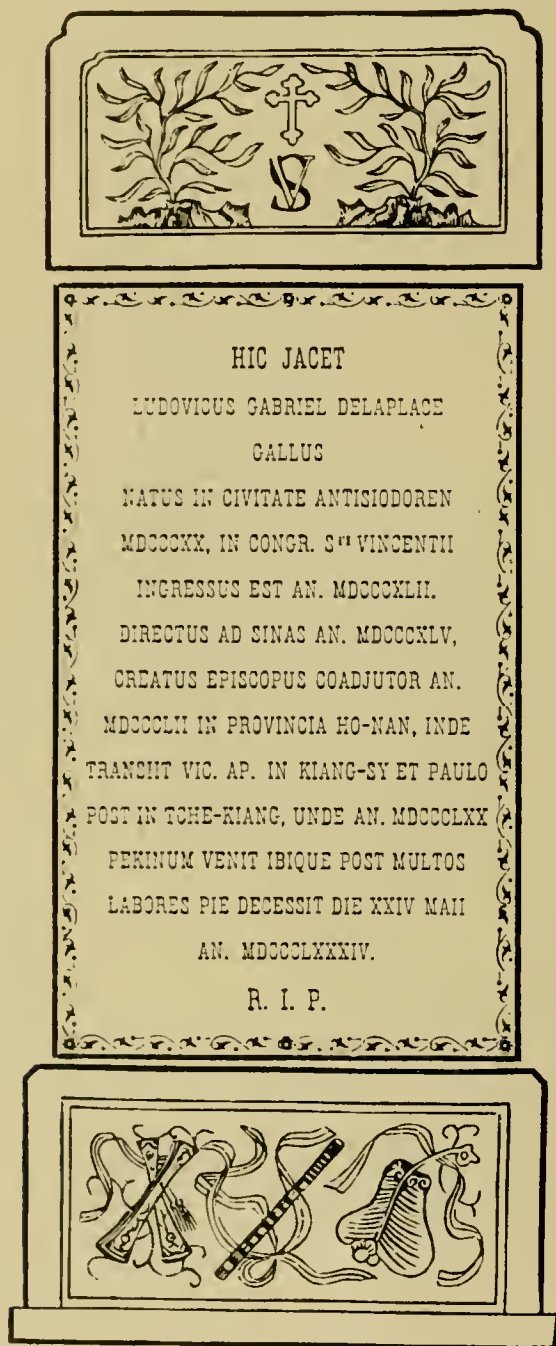 SV
HIC JACET
LUDOVICUS GABRIEL DELAPLACE
GALLUS
NATUS IN CIVITATE ANTISIODOREN
MDCCCXX, IN CONGR. Sti VINCENTII
INGRESSUS EST AN. MDCCCXLII.
DIRECTUS AD SINAS AN. MDCCCXLV,
CREATUS EPISCOPUS COADJUTOR AN.
MDCCCLII IN PROVINCIA HO-NAN, INDE
TRANSIIT VIC. AP. IN KIANG-SY ET PAULO
POST IN TCHE-KIANG, UNDE AN. MDCCCLXX
PEKINUM VENIT IBIQUE POST MULTOS
LABORES PIE DECESSIT DIE XXIV MAII
AN. MDCCCLXXXIV.
R. I. P.